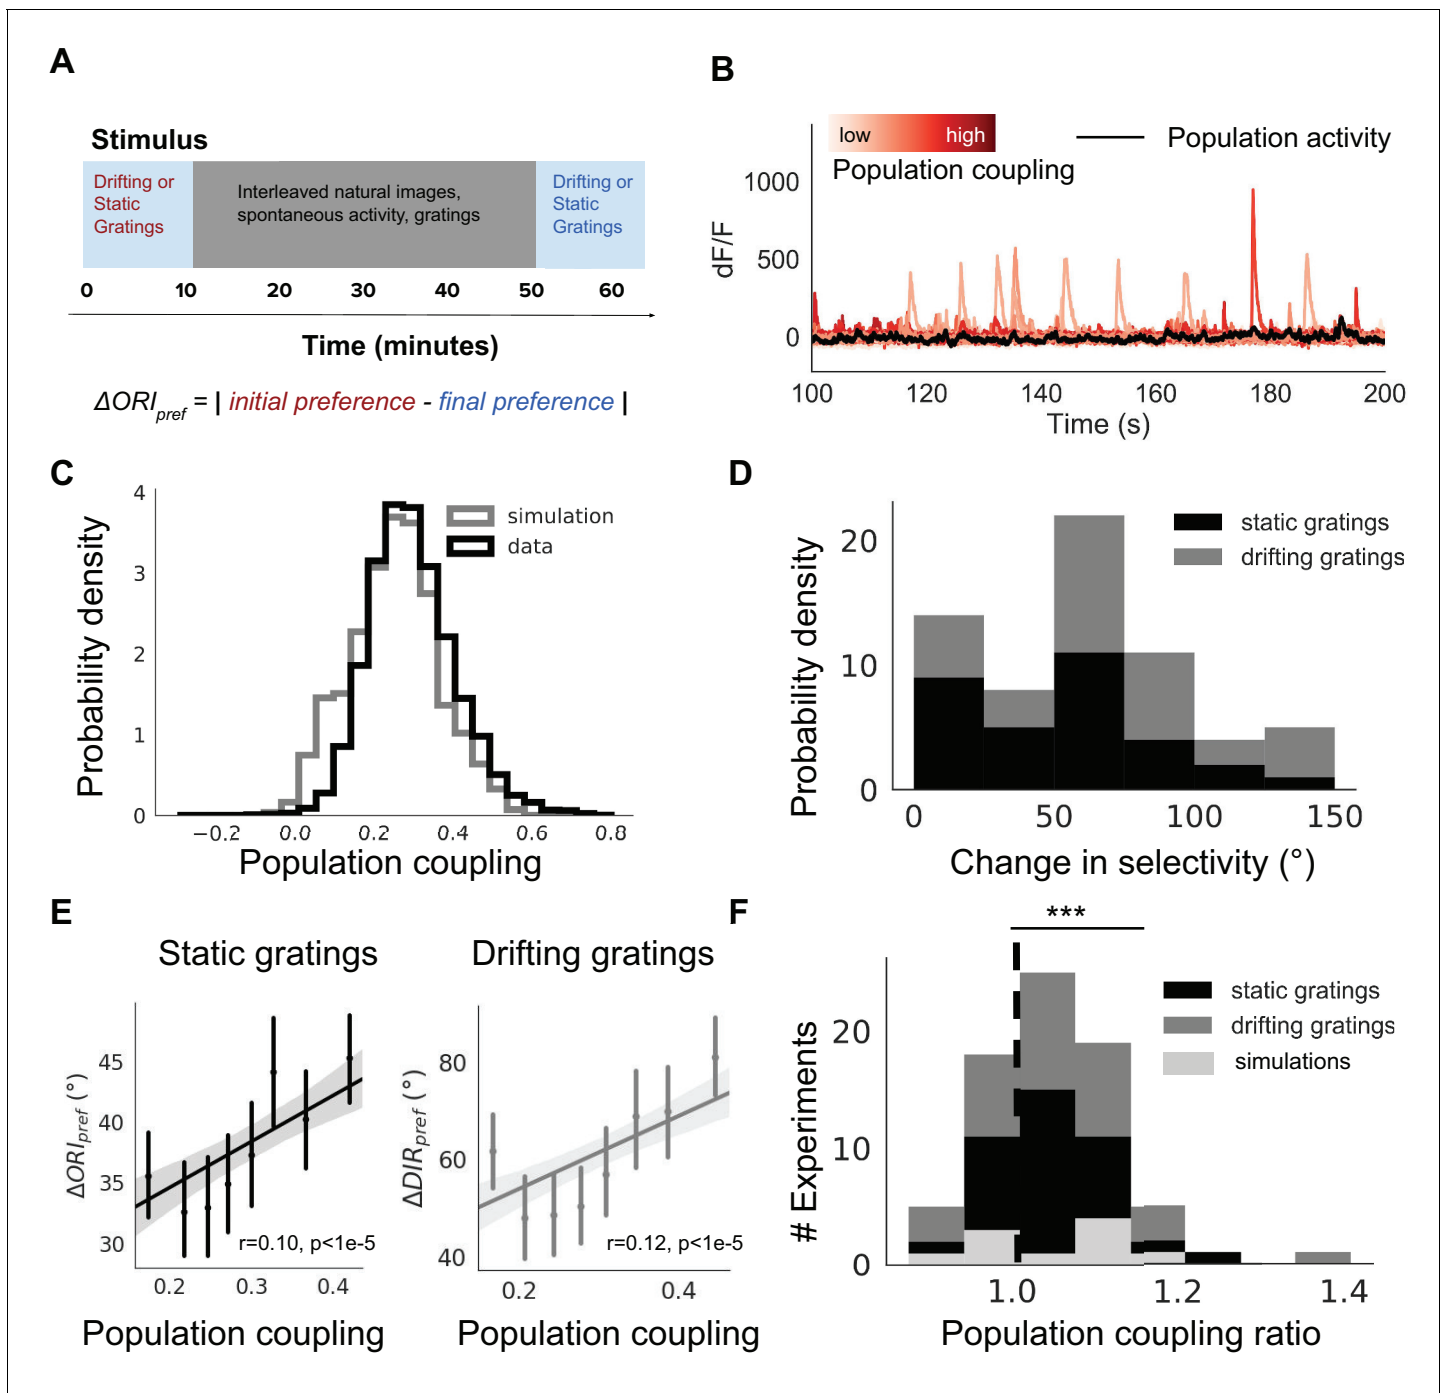 A
Stimulus
Drifting or
Static
Gratings
Interleaved natural images,
spontaneous activity, gratings
Drifting or
Static
Gratings
0 10 20 30 40 50 60
Time (minutes)
ΔORIpref = | initial preference - final preference |
B
low high
Population coupling
Population activity
1000
500
0
dF/F
100 120 140 160 180 200
Time (s)
C
4
3
2
1
0
Probability density
simulation
data
−0.2 0.0 0.2 0.4 0.6 0.8
Population coupling
D
20
10
0
Probability density
static gratings
drifting gratings
0 50 100 150
Change in selectivity (°)
E
Static gratings
45
40
35
30
ΔORIpref (°)
r=0.10, p<1e-5
0.2 0.3 0.4
Population coupling
Drifting gratings
80
60
40
ΔDIRpref (°)
r=0.12, p<1e-5
0.2 0.4
Population coupling
F
***
20
10
0
# Experiments
static gratings
drifting gratings
simulations
1.0 1.2 1.4
Population coupling ratio